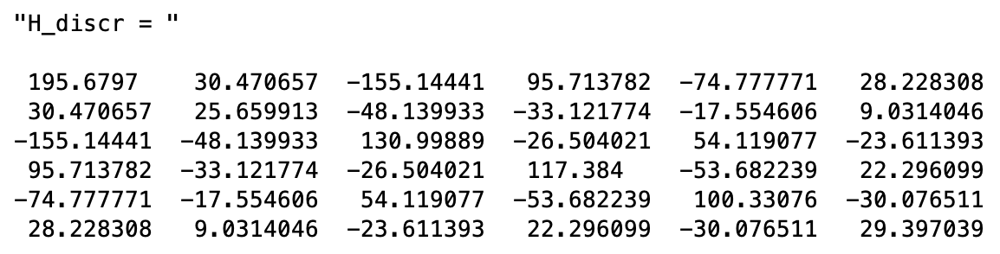 "H_discr = "
195.6797 30.470657 -155.14441 95.713782 -74.777771 28.228308
30.470657 25.659913 -48.139933 -33.121774 -17.554606 9.0314046
-155.14441 -48.139933 130.99889 -26.504021 54.119077 -23.611393
95.713782 -33.121774 -26.504021 117.384 -53.682239 22.296099
-74.777771 -17.554606 54.119077 -53.682239 100.33076 -30.076511
28.228308 9.0314046 -23.611393 22.296099 -30.076511 29.397039